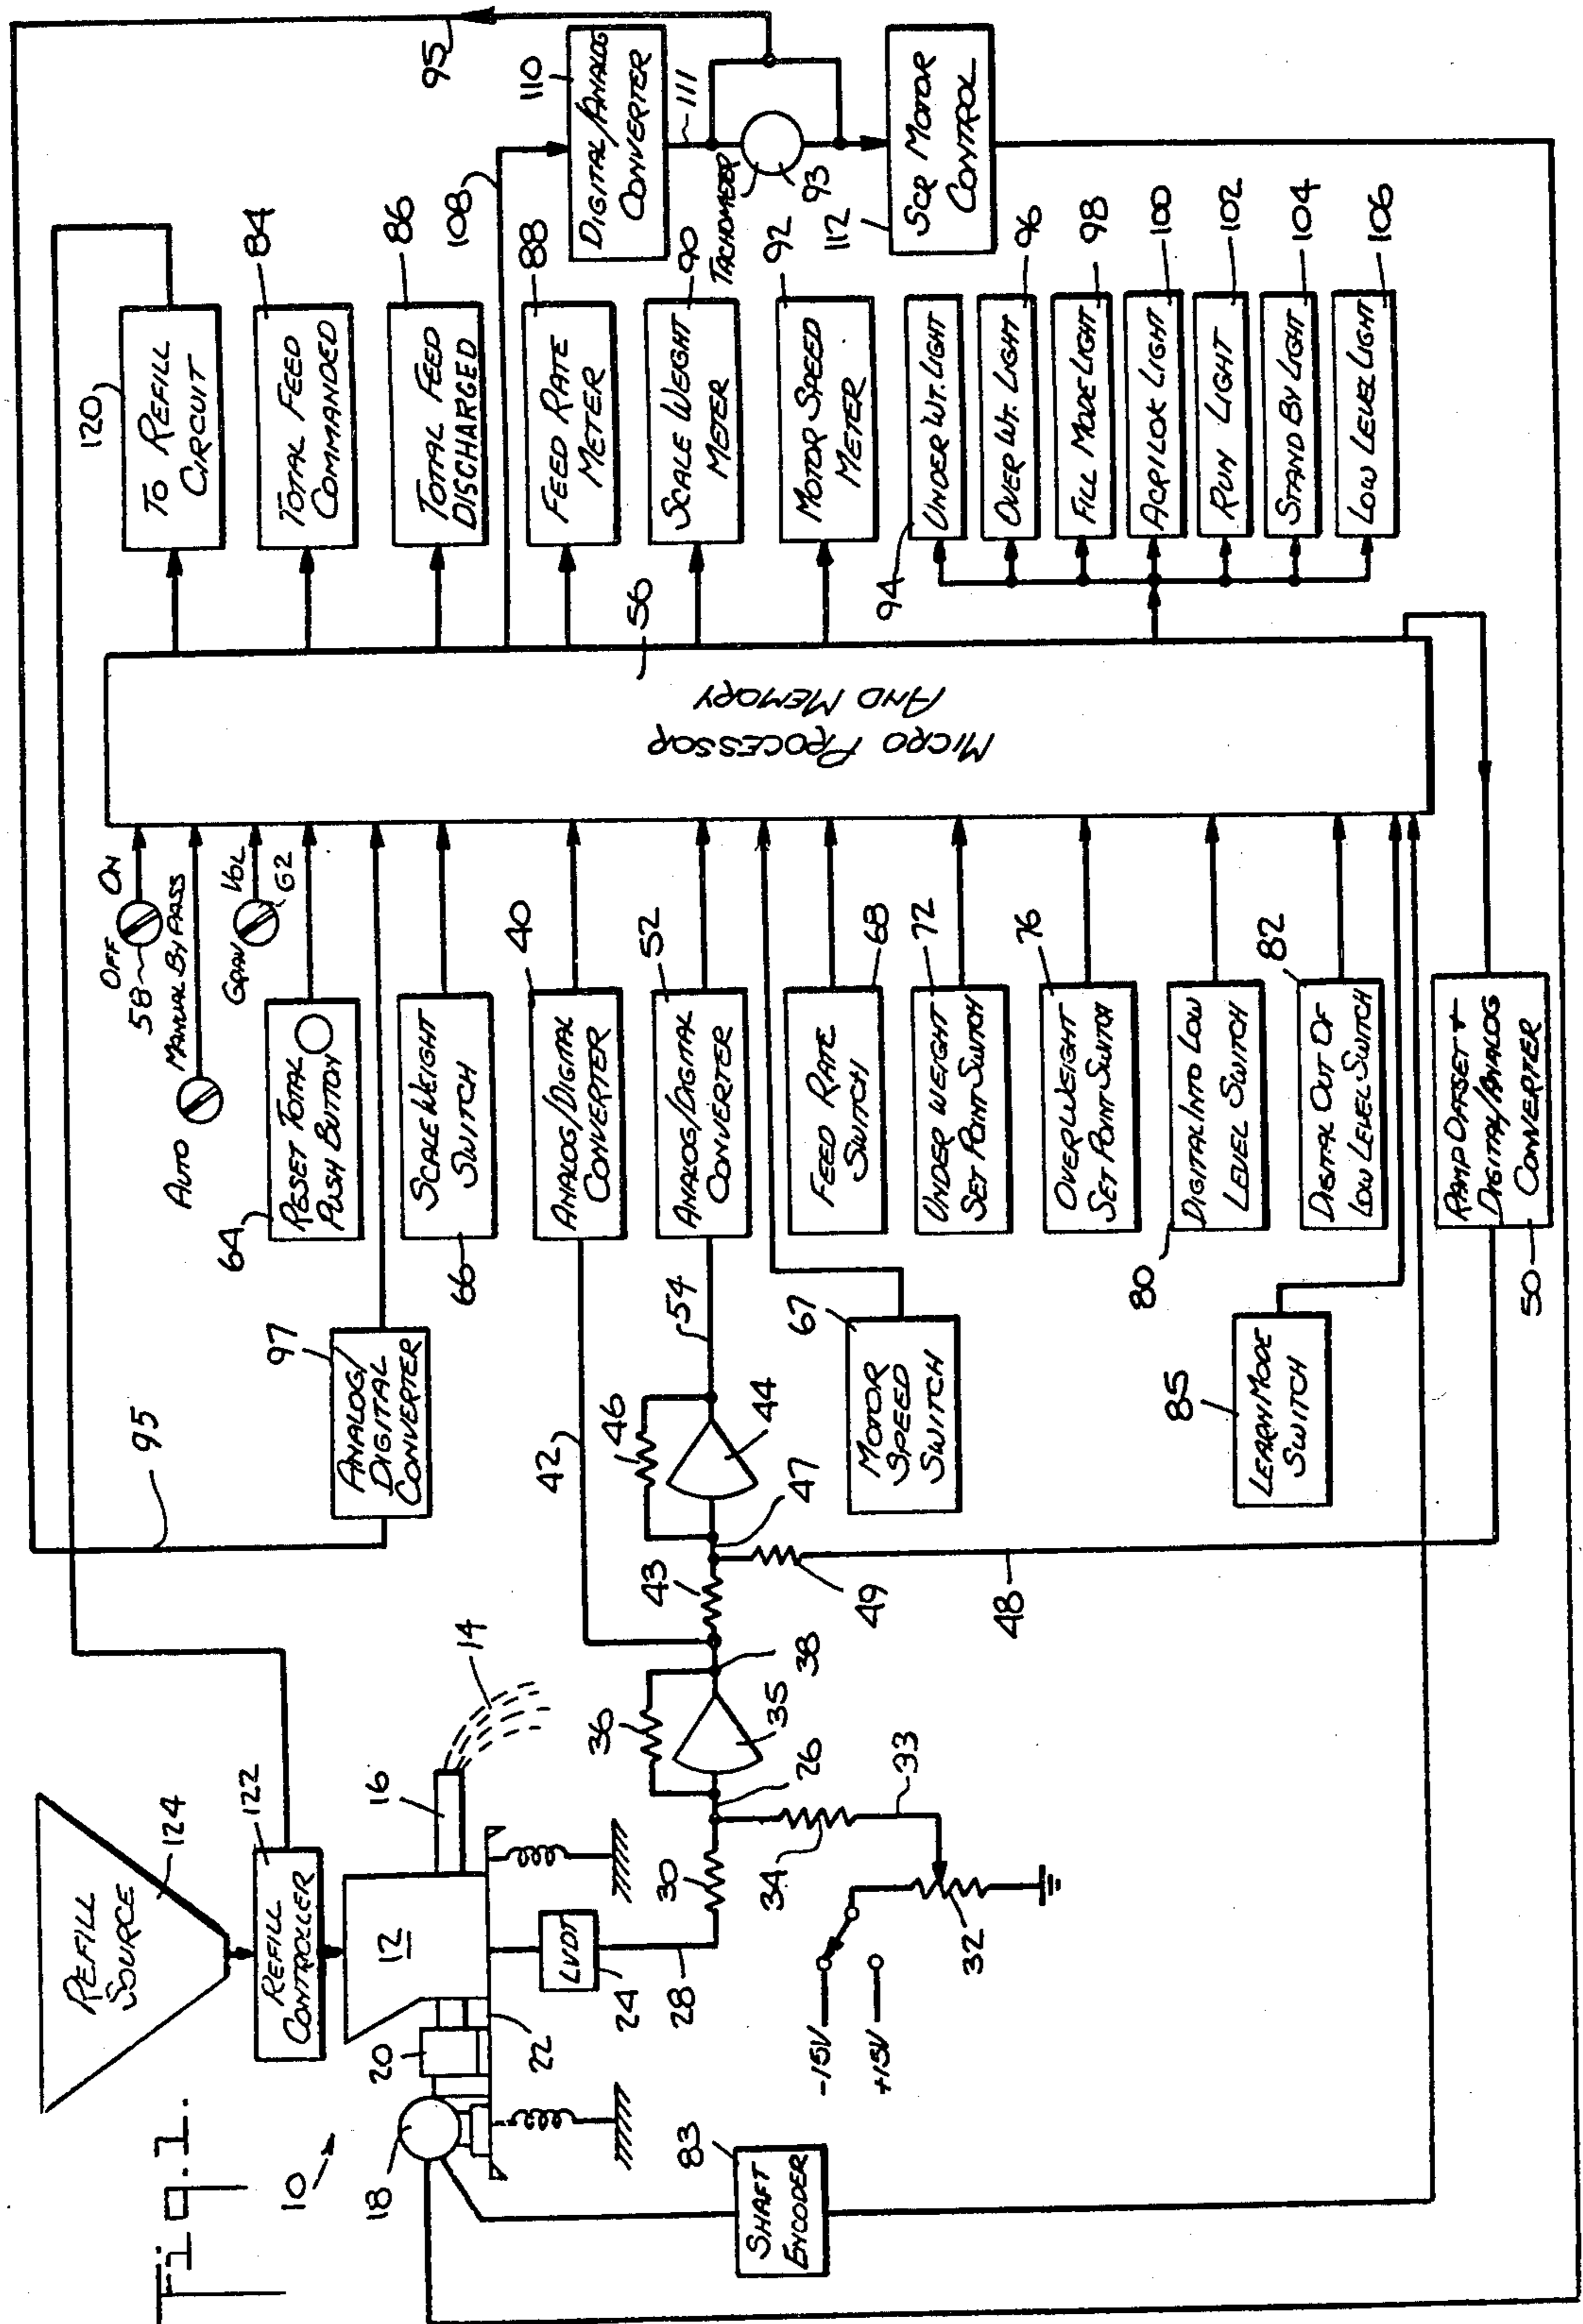 Fig. 1.
10
REFILL
SOURCE
124
REFILL
CONTROLLER
122
12
16
14
18
20
22
LVDT
24
28
30
26
36
35
38
34
33
32
-15V
+15V
SHAFT
ENCODER
83
42
43
46
44
47
49
48
54
95
ANALOG/
DIGITAL
CONVERTER
97
OFF
ON
58
AUTO
MANUAL BY PASS
GRAV
VOL
62
RESET TOTAL
PUSH BUTTON
64
SCALE WEIGHT
SWITCH
66
ANALOG/DIGITAL
CONVERTER
40
ANALOG/DIGITAL
CONVERTER
52
MOTOR
SPEED
SWITCH
67
FEED RATE
SWITCH
68
UNDER WEIGHT
SET POINT SWITCH
72
OVER WEIGHT
SET POINT SWITCH
76
DIGITAL INTO LOW
LEVEL SWITCH
80
DIGITAL OUT OF
LOW LEVEL SWITCH
82
LEARN MODE
SWITCH
85
RAMP OFFSET +
DIGITAL/ANALOG
CONVERTER
50
MICRO PROCESSOR
AND MEMORY
56
TO REFILL
CIRCUIT
120
TOTAL FEED
COMMANDED
84
TOTAL FEED
DISCHARGED
86
108
FEED RATE
METER
88
SCALE WEIGHT
METER
90
MOTOR SPEED
METER
92
UNDER WT. LIGHT
94
OVER WT. LIGHT
96
FILL MODE LIGHT
98
ACRILOK LIGHT
100
RUN LIGHT
102
STAND BY LIGHT
104
LOW LEVEL LIGHT
106
95
DIGITAL/ANALOG
CONVERTER
110
111
TACHOMETER
93
SCR MOTOR
CONTROL
112